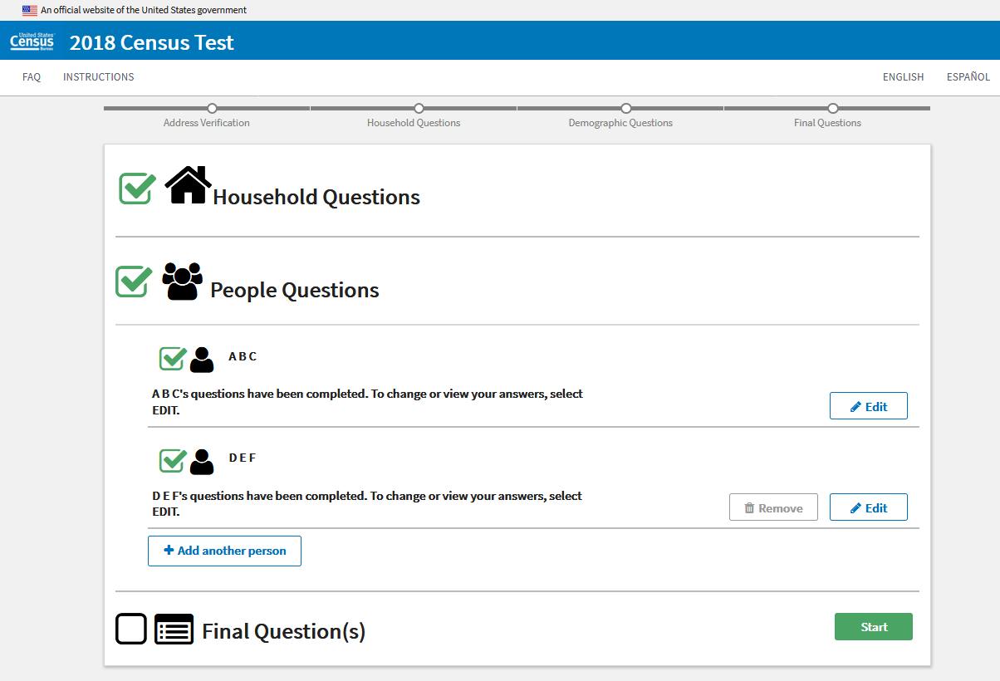 An official website of the United States government
United States
Census
Bureau
2018 Census Test
FAQ
INSTRUCTIONS
ENGLISH
ESPAÑOL
Address Verification
Household Questions
Demographic Questions
Final Questions
Household Questions
People Questions
A B C
A B C's questions have been completed. To change or view your answers, select
EDIT.
Edit
D E F
D E F's questions have been completed. To change or view your answers, select
EDIT.
Remove
Edit
Add another person
Final Question(s)
Start